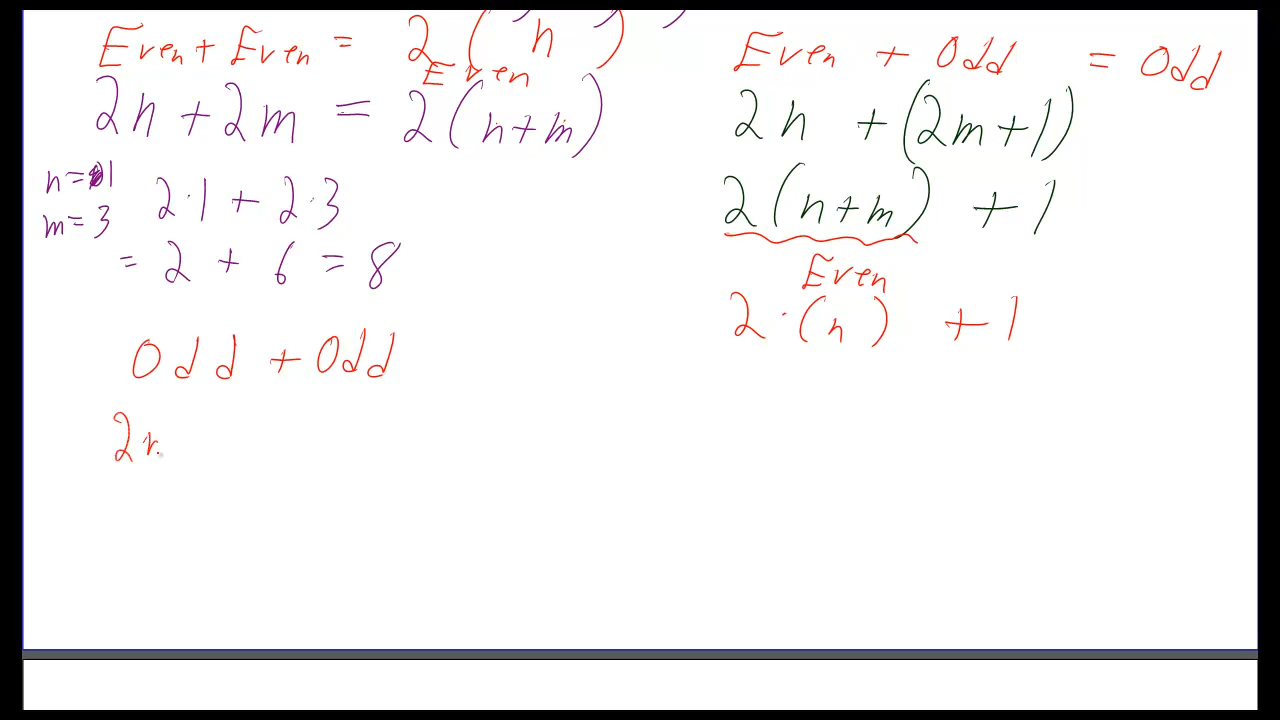 Even + Even = 2 ( n )
Even
2n + 2m = 2(n+m)
n = 1
m = 3
2·1 + 2·3
= 2 + 6 = 8
Odd + Odd
2
Even + Odd = Odd
2n + (2m+1)
2(n+m) + 1
Even
2·(n) + 1